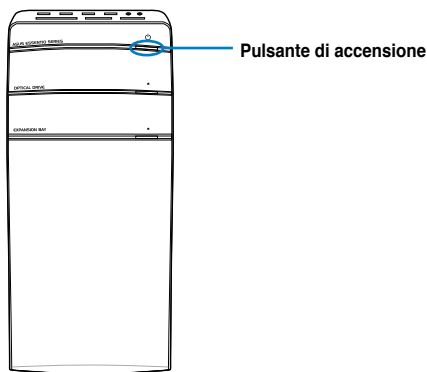 ASUS ESSENTIO SERIES
Pulsante di accensione
OPTICAL DRIVE
EXPANSION BAY